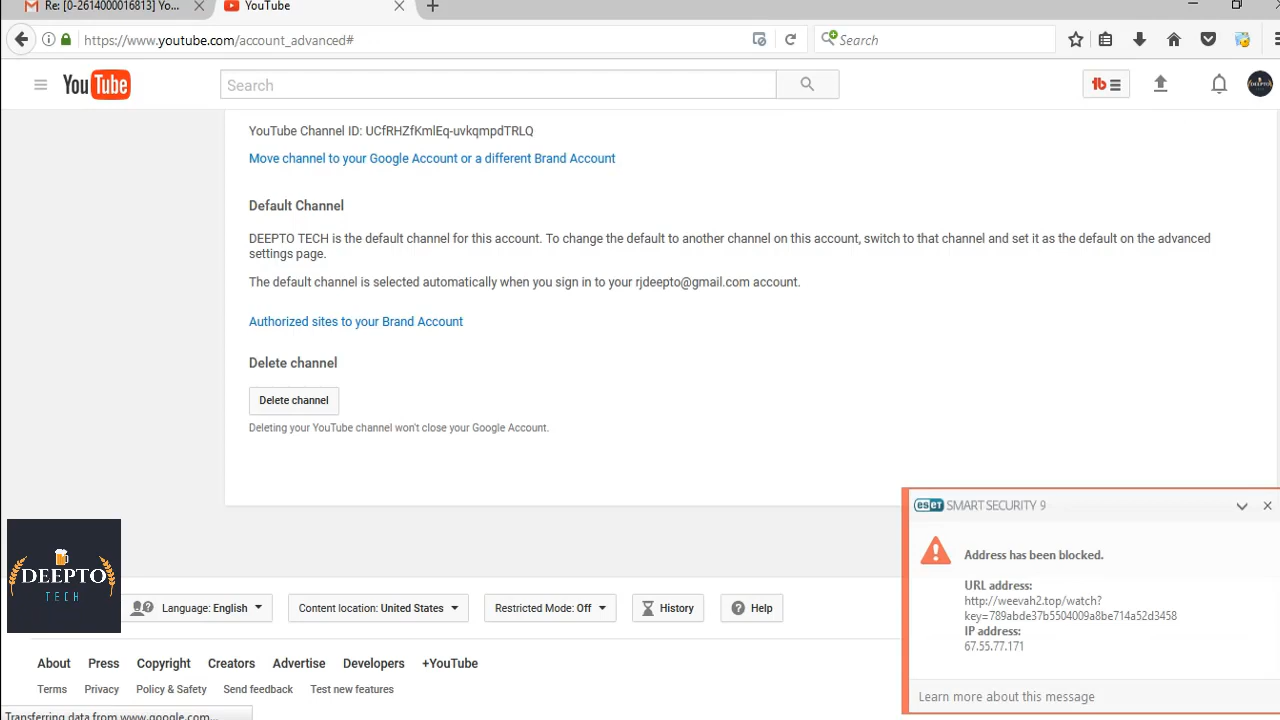 Re: [0-2614000016813] Yo...
YouTube
https://www.youtube.com/account_advanced#
Search
YouTube
Search
tb
DEEPTO
YouTube Channel ID: UCfRHZfKmlEq-uvkqmpdTRLQ
Move channel to your Google Account or a different Brand Account
Default Channel
DEEPTO TECH is the default channel for this account. To change the default to another channel on this account, switch to that channel and set it as the default on the advanced
settings page.
The default channel is selected automatically when you sign in to your rjdeepto@gmail.com account.
Authorized sites to your Brand Account
Delete channel
Delete channel
Deleting your YouTube channel won't close your Google Account.
eset SMART SECURITY 9
Address has been blocked.
URL address:
http://weevah2.top/watch?
key=789abde37b5504009a8be714a52d3458
IP address:
67.55.77.171
Learn more about this message
DEEPTO
TECH
Language: English
Content location: United States
Restricted Mode: Off
History
Help
About Press Copyright Creators Advertise Developers +YouTube
Terms Privacy Policy & Safety Send feedback Test new features
Transferring data from www.google.com...